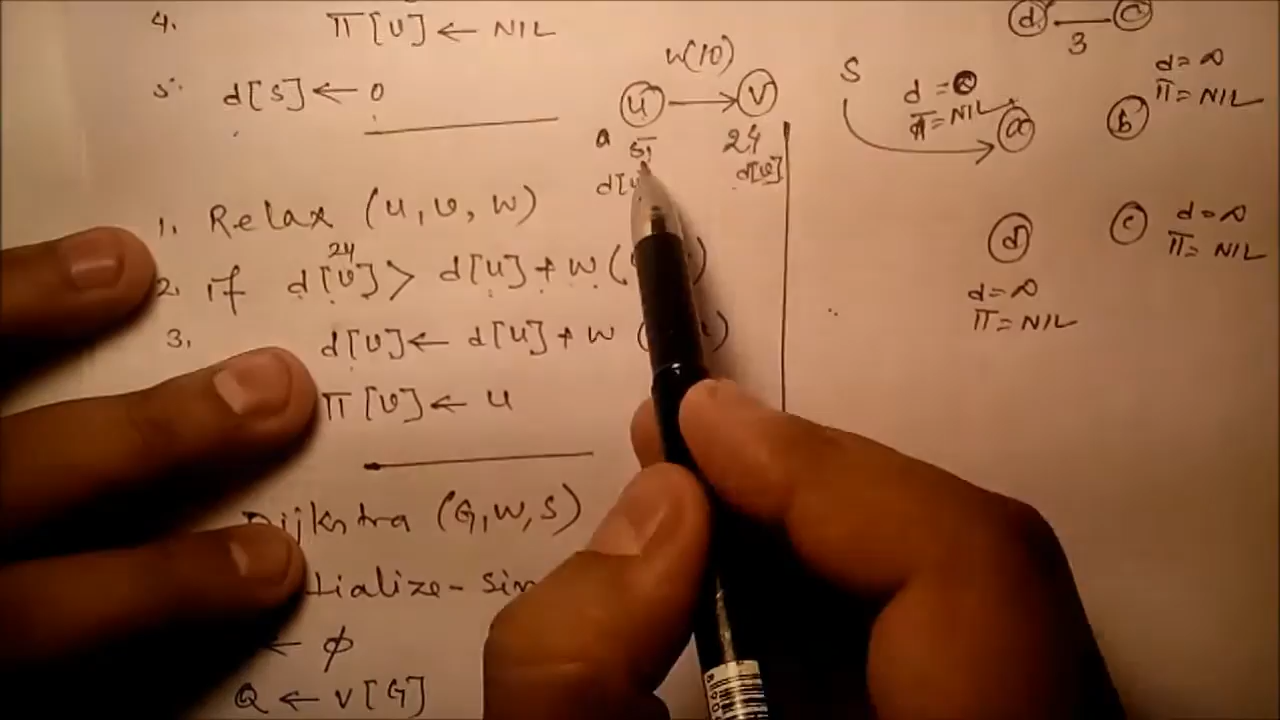 4. Π[υ] ← NIL
5. d[s] ← 0
1. Relax (u, υ, w)
24
2. if d[υ] > d[u] + w (
3. d[υ] ← d[u] + w (
Π[υ] ← u
Dijkstra (G, W, S)
← φ
Q ← V[G]
w(10)
u → v
a 5 24
d[υ]
d — c
3
S
d = 0
Π = NIL
a
d = ∞
Π = NIL
b
d
d = ∞
Π = NIL
c
d = ∞
Π = NIL